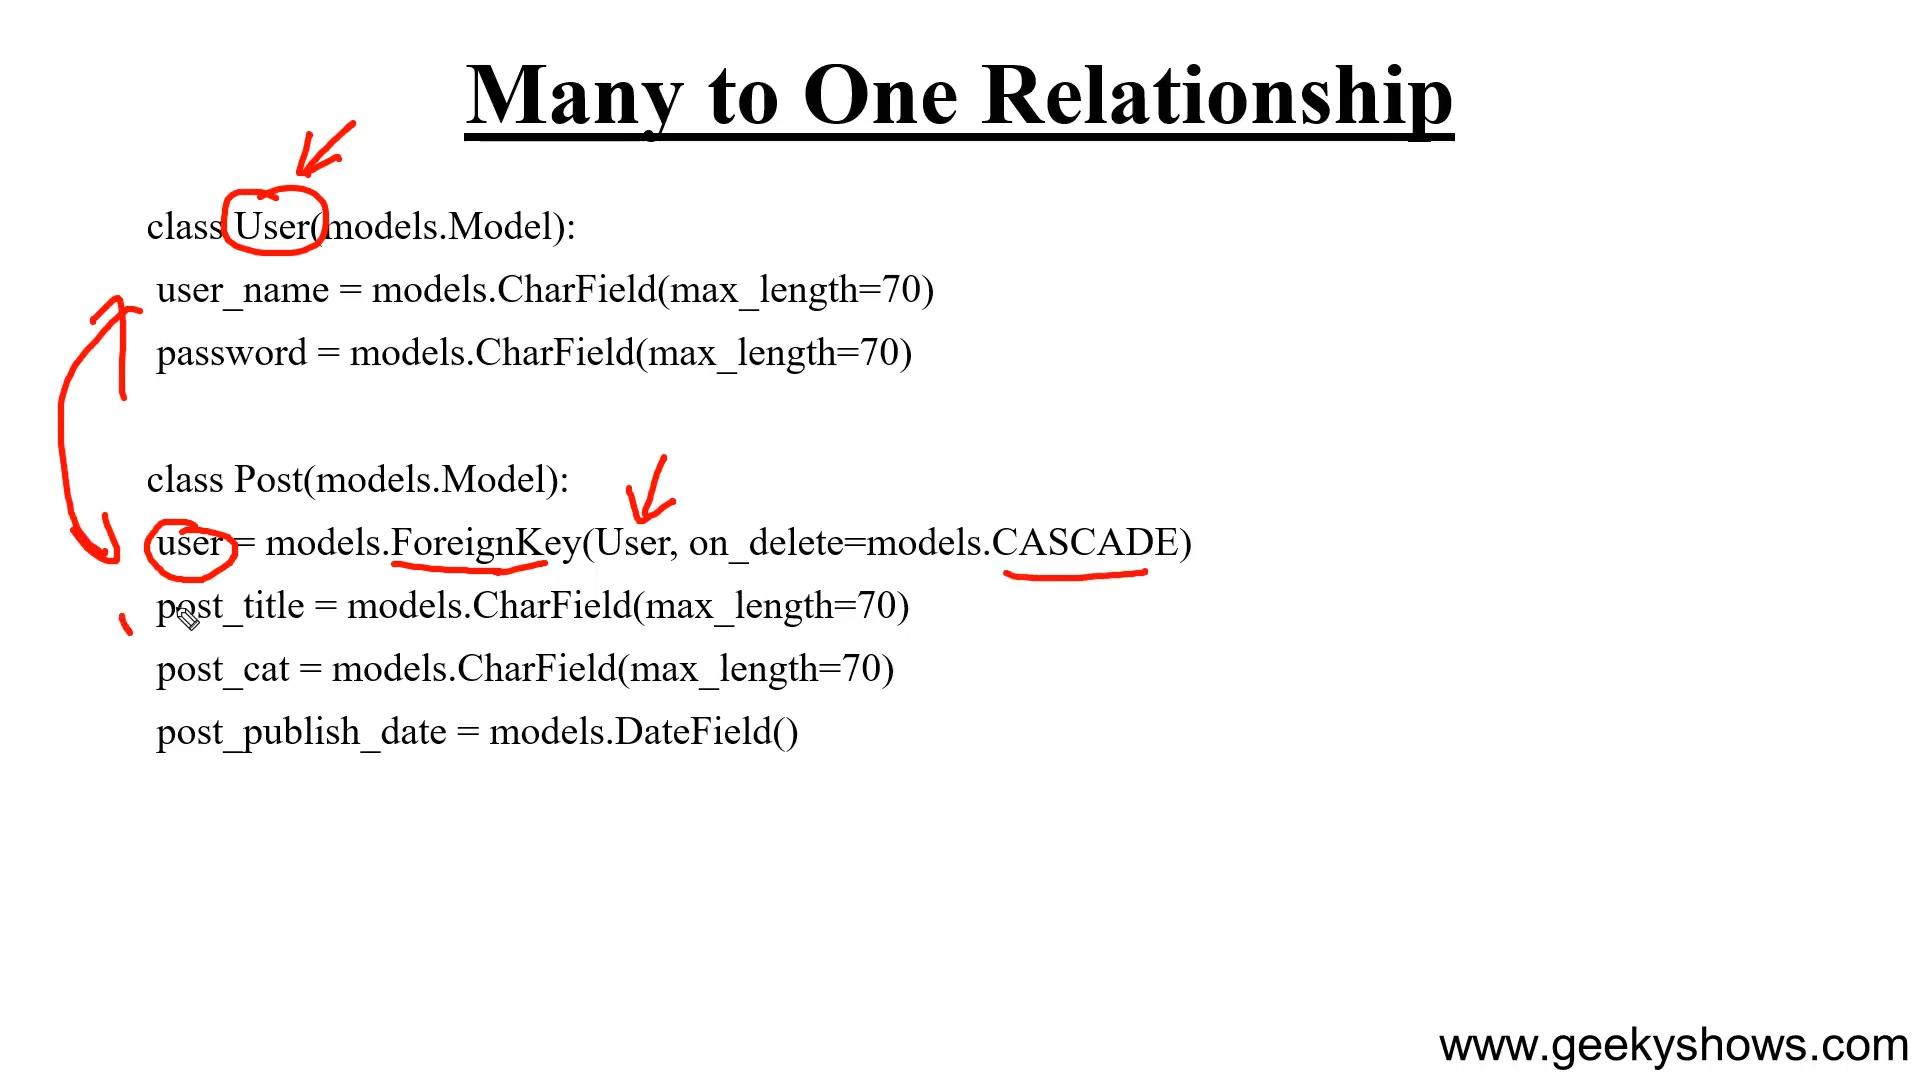 Many to One Relationship
class User(models.Model):
user_name = models.CharField(max_length=70)
password = models.CharField(max_length=70)
class Post(models.Model):
user = models.ForeignKey(User, on_delete=models.CASCADE)
post_title = models.CharField(max_length=70)
post_cat = models.CharField(max_length=70)
post_publish_date = models.DateField()
www.geekyshows.com